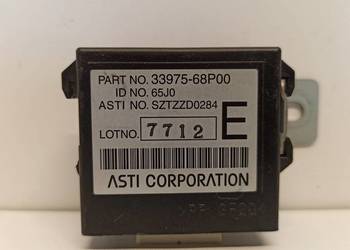 PART NO. 33975-68P00
ID NO. 65J0
ASTI NO. SZTZZD0284
LOTNO. 7712 E
ASTI CORPORATION